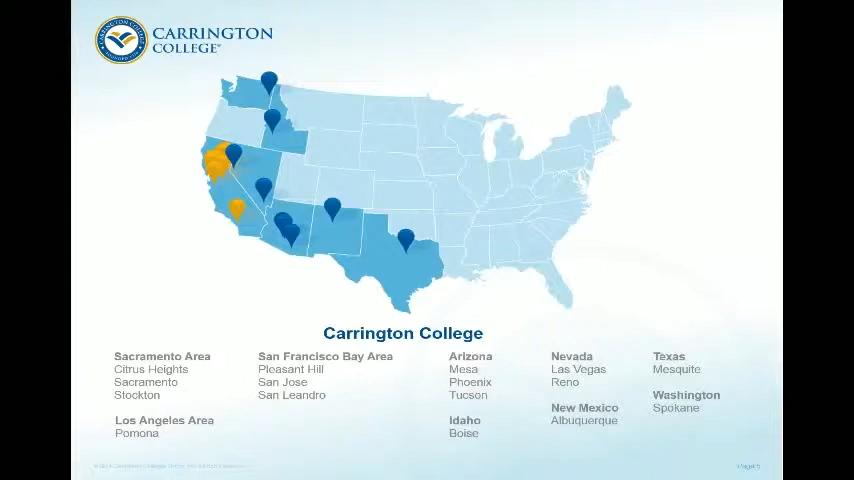 CARRINGTON
COLLEGE
Carrington College
Sacramento Area
Citrus Heights
Sacramento
Stockton
Los Angeles Area
Pomona
San Francisco Bay Area
Pleasant Hill
San Jose
San Leandro
Arizona
Mesa
Phoenix
Tucson
Idaho
Boise
Nevada
Las Vegas
Reno
New Mexico
Albuquerque
Texas
Mesquite
Washington
Spokane
Page 5